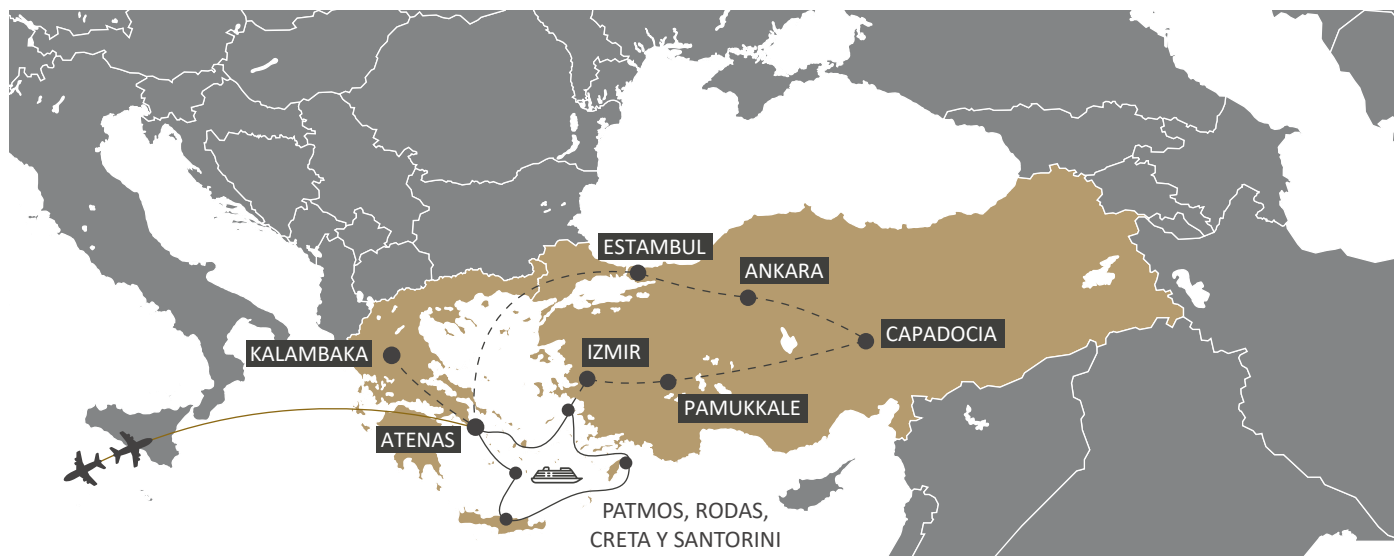 ESTAMBUL
ANKARA
CAPADOCIA
KALAMBAKA
IZMIR
PAMUKKALE
ATENAS
PATMOS, RODAS,
CRETA Y SANTORINI